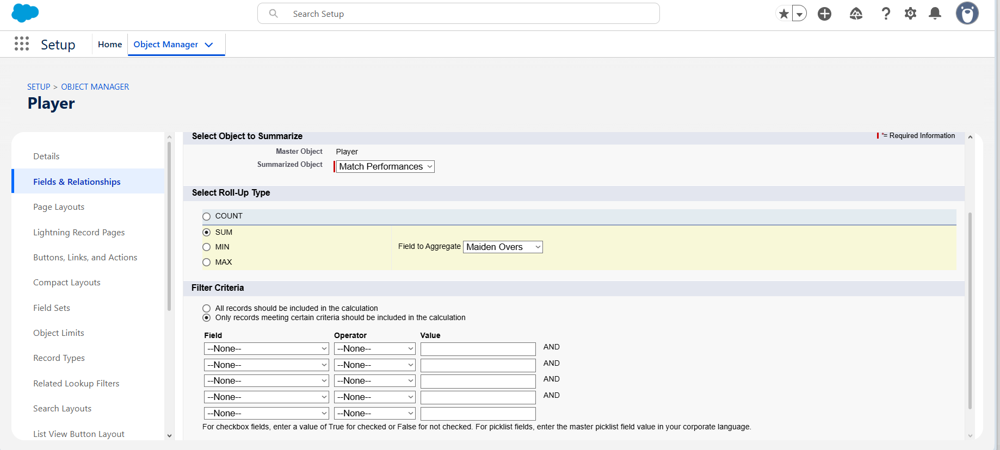 Search Setup
Setup
Home
Object Manager
SETUP > OBJECT MANAGER
Player
Details
Fields & Relationships
Page Layouts
Lightning Record Pages
Buttons, Links, and Actions
Compact Layouts
Field Sets
Object Limits
Record Types
Related Lookup Filters
Search Layouts
List View Button Layout
Select Object to Summarize
*= Required Information
Master Object Player
Summarized Object Match Performances
Select Roll-Up Type
COUNT
SUM
MIN
MAX
Field to Aggregate Maiden Overs
Filter Criteria
All records should be included in the calculation
Only records meeting certain criteria should be included in the calculation
Field Operator Value
--None-- --None-- AND
--None-- --None-- AND
--None-- --None-- AND
--None-- --None-- AND
--None-- --None--
For checkbox fields, enter a value of True for checked or False for not checked. For picklist fields, enter the master picklist field value in your corporate language.